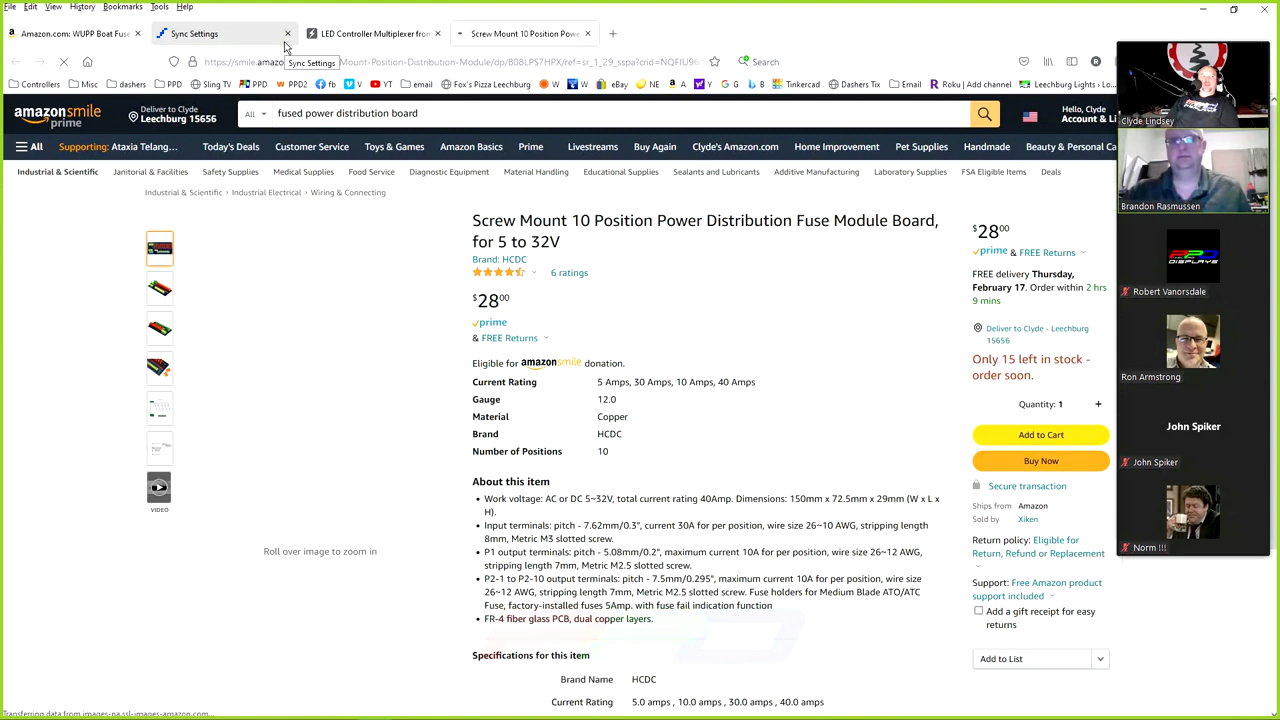 File Edit View History Bookmarks Tools Help
Amazon.com: WUPP Boat Fuse
Sync Settings
LED Controller Multiplexer from
Screw Mount 10 Position Power
Sync Settings
Search
Controllers Misc dashers PPD Sling TV PPD PPD2 fb V YT email Fox's Pizza Leechburg W W eBay NE A Y G B Tinkercad Dashers Tix Email Roku | Add channel Leechburg Lights - Lo...
amazonsmile
prime
Deliver to Clyde
Leechburg 15656
All
fused power distribution board
Hello, Clyde
Account & Li
All Supporting: Ataxia Telang... Today's Deals Customer Service Toys & Games Amazon Basics Prime Livestreams Buy Again Clyde's Amazon.com Home Improvement Pet Supplies Handmade Beauty & Personal Ca
Industrial & Scientific Janitorial & Facilities Safety Supplies Medical Supplies Food Service Diagnostic Equipment Material Handling Educational Supplies Sealants and Lubricants Additive Manufacturing Laboratory Supplies FSA Eligible Items Deals
Industrial & Scientific › Industrial Electrical › Wiring & Connecting
VIDEO
Roll over image to zoom in
Screw Mount 10 Position Power Distribution Fuse Module Board,
for 5 to 32V
Brand: HCDC
6 ratings
$2800
prime
& FREE Returns
Eligible for amazonsmile donation.
Current Rating 5 Amps, 30 Amps, 10 Amps, 40 Amps
Gauge 12.0
Material Copper
Brand HCDC
Number of Positions 10
About this item
• Work voltage: AC or DC 5~32V, total current rating 40Amp. Dimensions: 150mm x 72.5mm x 29mm (W x L x
H).
• Input terminals: pitch - 7.62mm/0.3", current 30A for per position, wire size 26~10 AWG, stripping length
8mm, Metric M3 slotted screw.
• P1 output terminals: pitch - 5.08mm/0.2", maximum current 10A for per position, wire size 26~12 AWG,
stripping length 7mm, Metric M2.5 slotted screw.
• P2-1 to P2-10 output terminals: pitch - 7.5mm/0.295", maximum current 10A for per position, wire size
26~12 AWG, stripping length 7mm, Metric M2.5 slotted screw. Fuse holders for Medium Blade ATO/ATC
Fuse, factory-installed fuses 5Amp. with fuse fail indication function
• FR-4 fiber glass PCB, dual copper layers.
Specifications for this item
Brand Name HCDC
Current Rating 5.0 amps , 10.0 amps , 30.0 amps , 40.0 amps
$2800
prime & FREE Returns
FREE delivery Thursday,
February 17. Order within 2 hrs
9 mins
Deliver to Clyde - Leechburg
15656
Only 15 left in stock -
order soon.
Quantity: 1 +
Add to Cart
Buy Now
Secure transaction
Ships from Amazon
Sold by Xiken
Return policy: Eligible for
Return, Refund or Replacement
Support: Free Amazon product
support included
Add a gift receipt for easy
returns
Add to List
Clyde Lindsey
Brandon Rasmussen
DISPLAYS
Robert Vanorsdale
Ron Armstrong
John Spiker
John Spiker
Norm !!!
Transferring data from images-na.ssl-images-amazon.com...